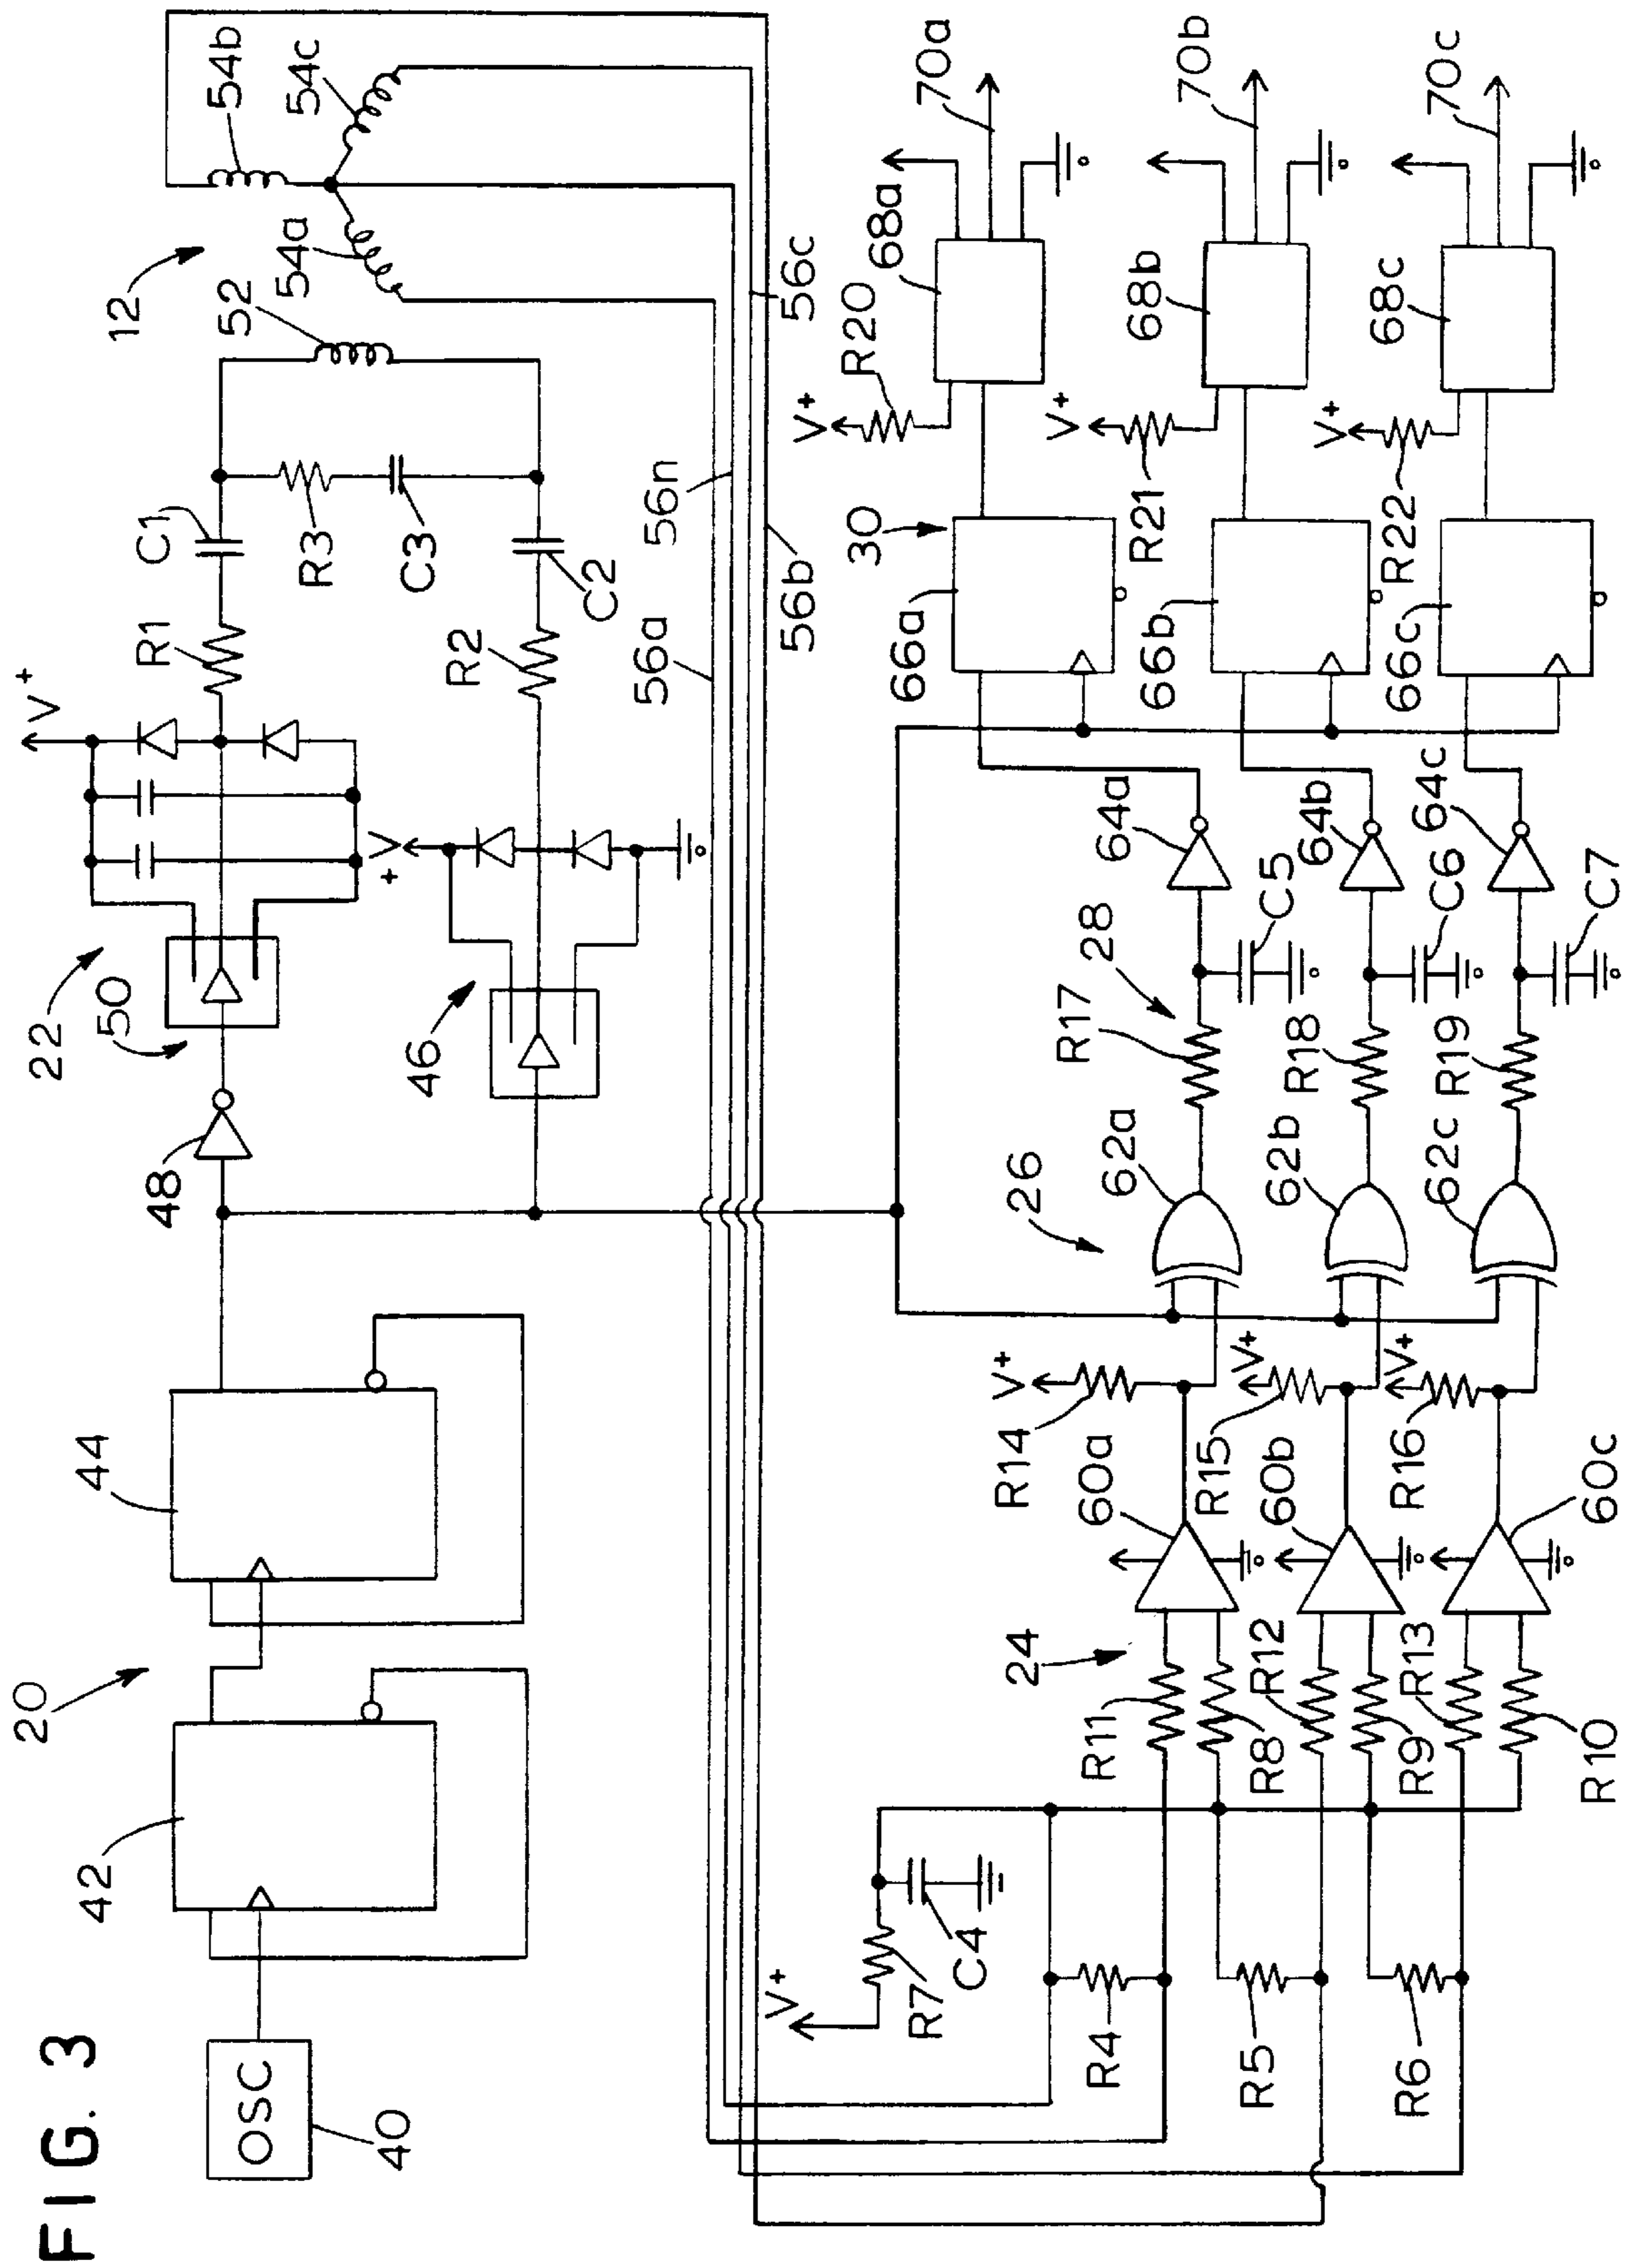 FIG. 3
OSC
40
42
20
44
48
22
50
46
V+
V+
R1
R2
C1
C2
R3
C3
52
12
54a
54b
54c
56a
56n
56b
56c
V+
R7
C4
R4
R5
R6
R11
R8
R12
R9
R13
R10
24
60a
60b
60c
V+
R14
V+
R15
V+
R16
26
62a
62b
62c
28
R17
R18
R19
C5
C6
C7
64a
64b
64c
30
66a
66b
66c
V+
R20
V+
R21
V+
R22
68a
68b
68c
70a
70b
70c